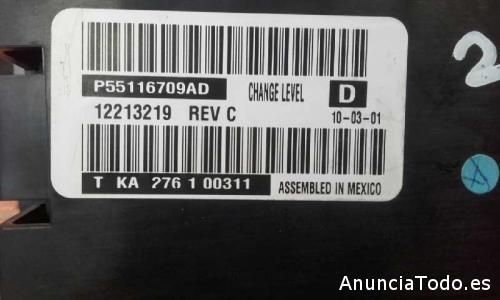 P55116709AD CHANGE LEVEL D
12213219 REV C 10-03-01
T KA 276 1 00311 ASSEMBLED IN MEXICO
2
AnunciaTodo.es